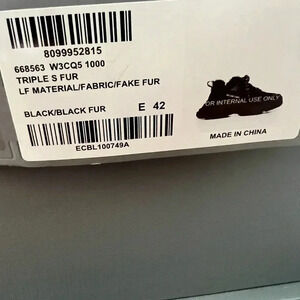 8099952815
668563 W3CQ5 1000
TRIPLE S FUR
LF MATERIAL/FABRIC/FAKE FUR
FOR INTERNAL USE ONLY
BLACK/BLACK FUR E 42
MADE IN CHINA
ECBL100749A